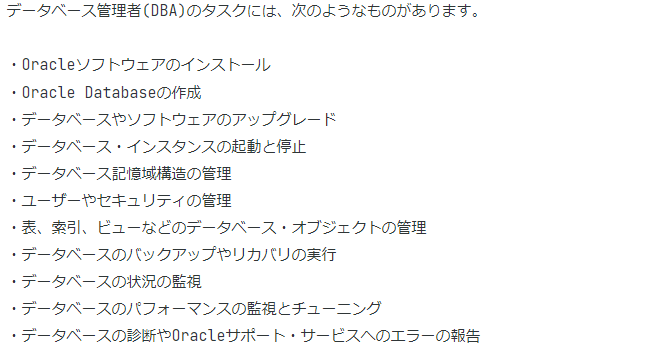 データベース管理者(DBA)のタスクには、次のようなものがあります。
・Oracleソフトウェアのインストール
・Oracle Databaseの作成
・データベースやソフトウェアのアップグレード
・データベース・インスタンスの起動と停止
・データベース記憶域構造の管理
・ユーザーやセキュリティの管理
・表、索引、ビューなどのデータベース・オブジェクトの管理
・データベースのバックアップやリカバリの実行
・データベースの状況の監視
・データベースのパフォーマンスの監視とチューニング
・データベースの診断やOracleサポート・サービスへのエラーの報告